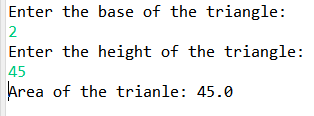 Enter the base of the triangle:
2
Enter the height of the triangle:
45
Area of the trianle: 45.0